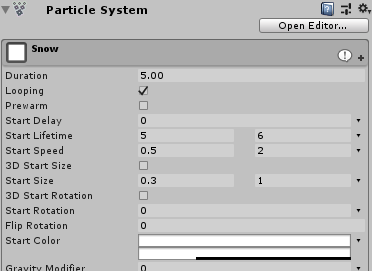 Particle System
Open Editor...
Snow
Duration 5.00
Looping
Prewarm
Start Delay 0
Start Lifetime 5 6
Start Speed 0.5 2
3D Start Size
Start Size 0.3 1
3D Start Rotation
Start Rotation 0
Flip Rotation 0
Start Color
Gravity Modifier 0